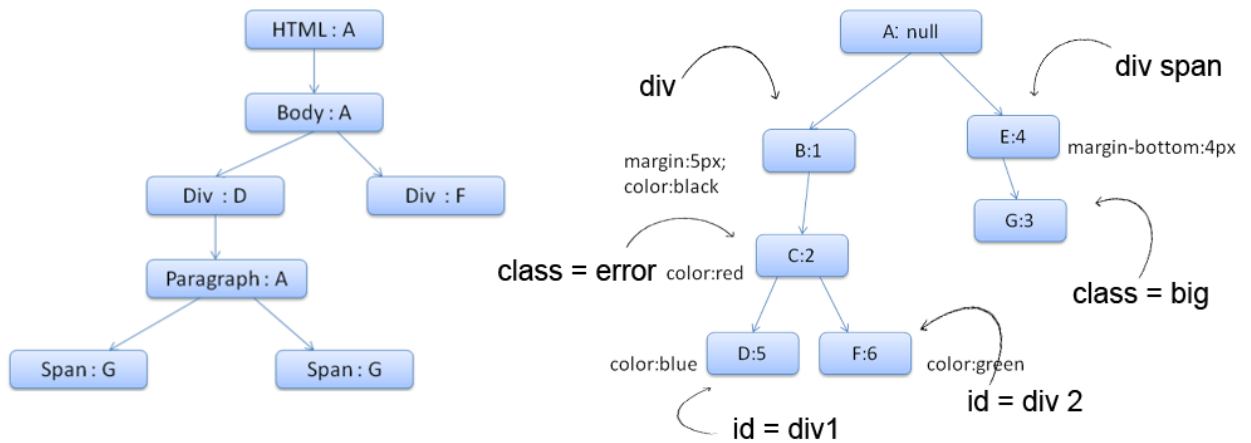 HTML : A
Body : A
Div : D
Div : F
Paragraph : A
Span : G
Span : G
A: null
div
div span
B:1
E:4
margin:5px;
color:black
margin-bottom:4px
G:3
C:2
class = error
color:red
class = big
D:5
F:6
color:blue
color:green
id = div 2
id = div1